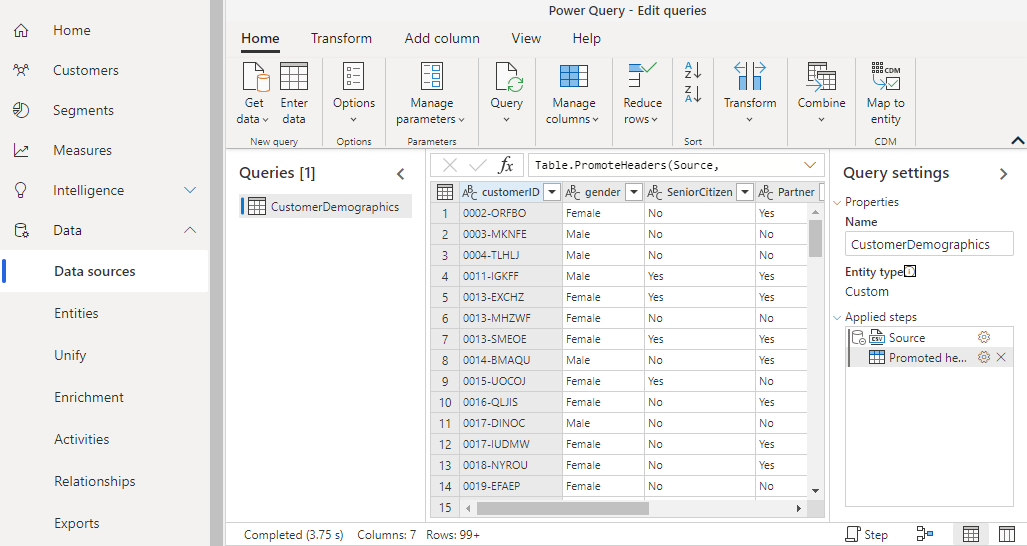 Power Query - Edit queries
Home
Customers
Segments
Measures
Intelligence
Data
Data sources
Entities
Unify
Enrichment
Activities
Relationships
Exports
Home Transform Add column View Help
Get data
Enter data
New query
Options
Options
Manage parameters
Parameters
Query
Manage columns
Reduce rows
A Z
Z A
Sort
Transform
Combine
CDM
Map to entity
CDM
Queries [1]
CustomerDemographics
fx Table.PromoteHeaders(Source,
ABC customerID ABC gender ABC SeniorCitizen ABC Partner
1 0002-ORFBO Female No Yes
2 0003-MKNFE Male No No
3 0004-TLHLJ Male No No
4 0011-IGKFF Male Yes Yes
5 0013-EXCHZ Female Yes Yes
6 0013-MHZWF Female No No
7 0013-SMEOE Female Yes Yes
8 0014-BMAQU Male No Yes
9 0015-UOCOJ Female Yes No
10 0016-QLJIS Female No Yes
11 0017-DINOC Male No No
12 0017-IUDMW Female No Yes
13 0018-NYROU Female No Yes
14 0019-EFAEP Female No No
15
Query settings
Properties
Name
CustomerDemographics
Entity type
Custom
Applied steps
CSV Source
Promoted he...
Completed (3.75 s) Columns: 7 Rows: 99+
Step